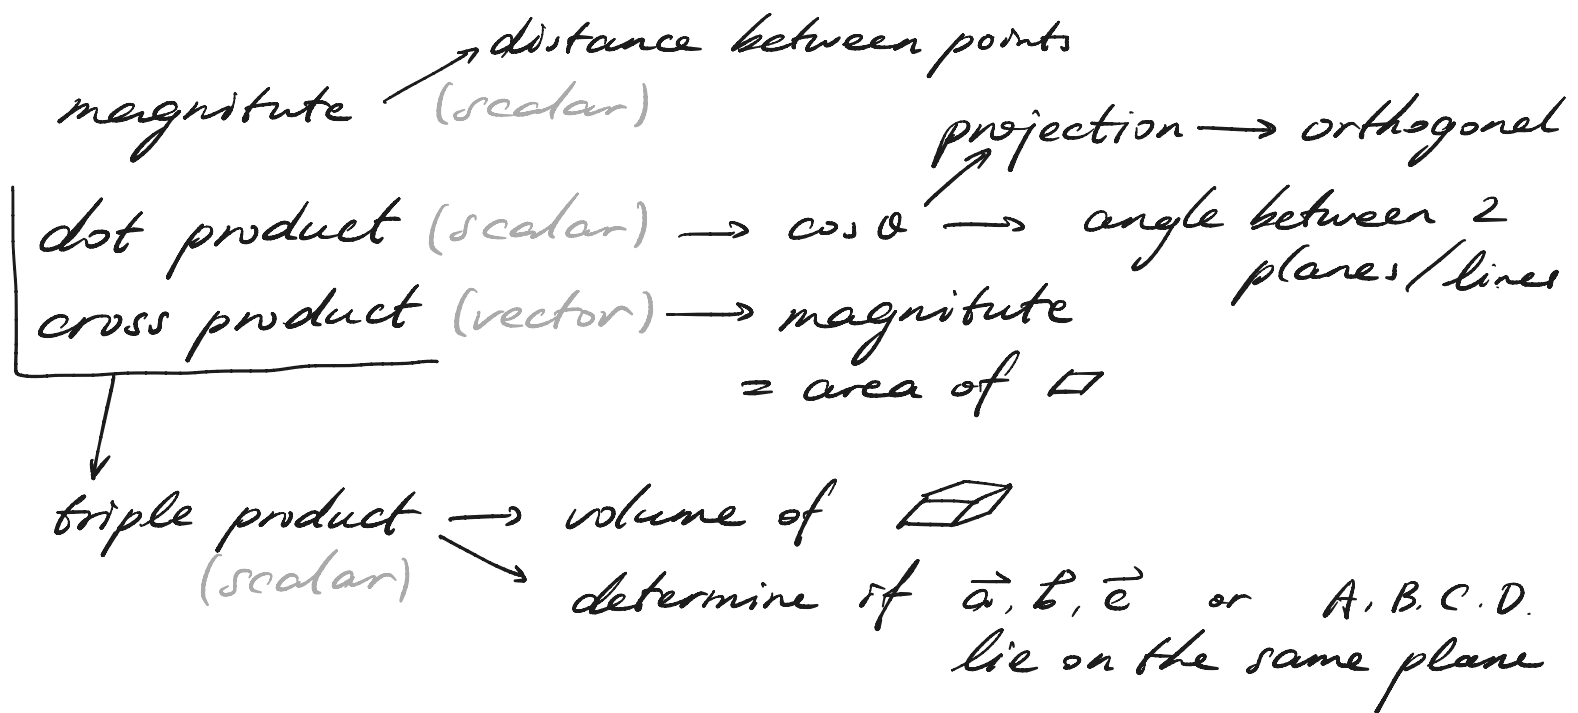 → distance between points
magnitute (scalar)
projection → orthogonal
dot product (scalar) → cos θ → angle between 2
planes/lines
cross product (vector) → magnitute
= area of ▱
triple product → volume of
(scalar)
determine if a⃗, b⃗, c⃗ or A, B, C, D.
lie on the same plane